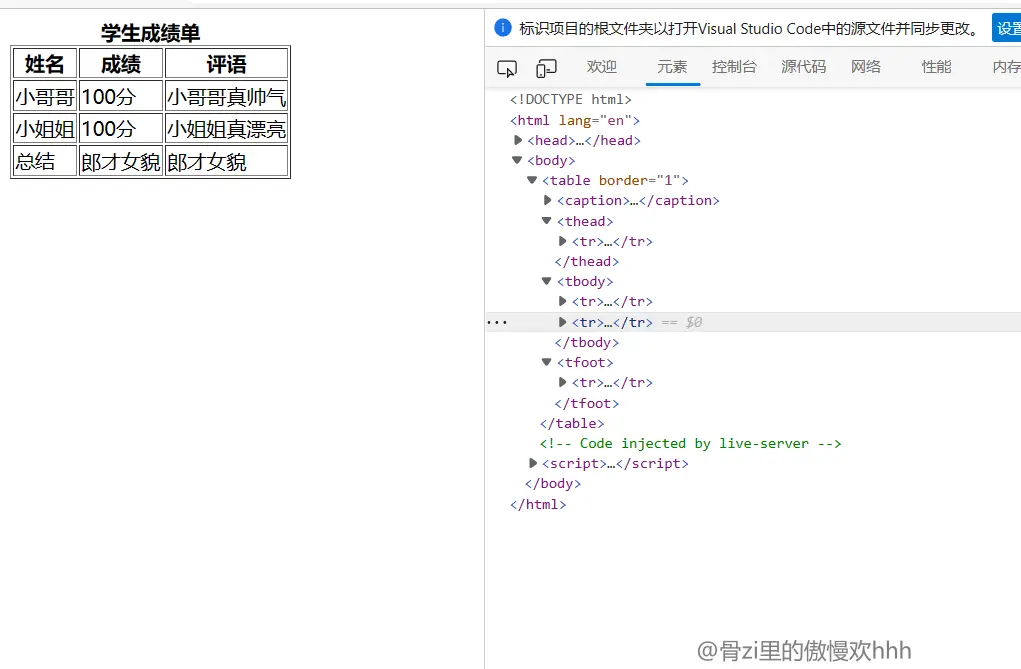 学生成绩单
姓名 成绩 评语
小哥哥 100分 小哥哥真帅气
小姐姐 100分 小姐姐真漂亮
总结 郎才女貌 郎才女貌
标识项目的根文件夹以打开Visual Studio Code中的源文件并同步更改。 设置
欢迎 元素 控制台 源代码 网络 性能 内存
<!DOCTYPE html>
<html lang="en">
<head>…</head>
<body>
<table border="1">
<caption>…</caption>
<thead>
<tr>…</tr>
</thead>
<tbody>
<tr>…</tr>
··· <tr>…</tr> == $0
</tbody>
<tfoot>
<tr>…</tr>
</tfoot>
</table>
<!-- Code injected by live-server -->
<script>…</script>
</body>
</html>
@骨zi里的傲慢欢hhh